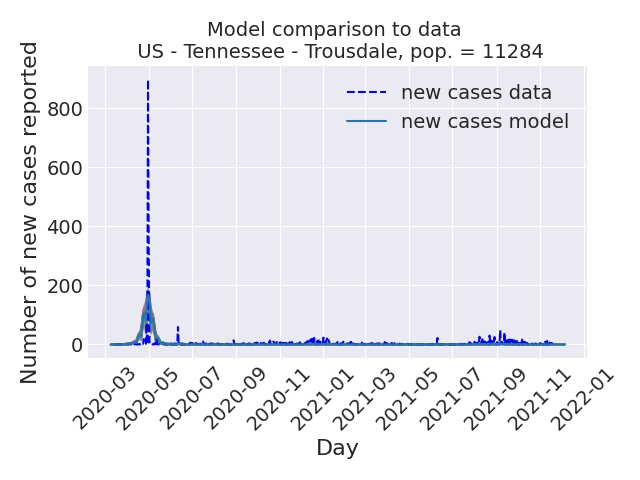 Model comparison to data
US - Tennessee - Trousdale, pop. = 11284
Number of new cases reported
800
600
400
200
0
new cases data
new cases model
2020-03
2020-05
2020-07
2020-09
2020-11
2021-01
2021-03
2021-05
2021-07
2021-09
2021-11
2022-01
Day